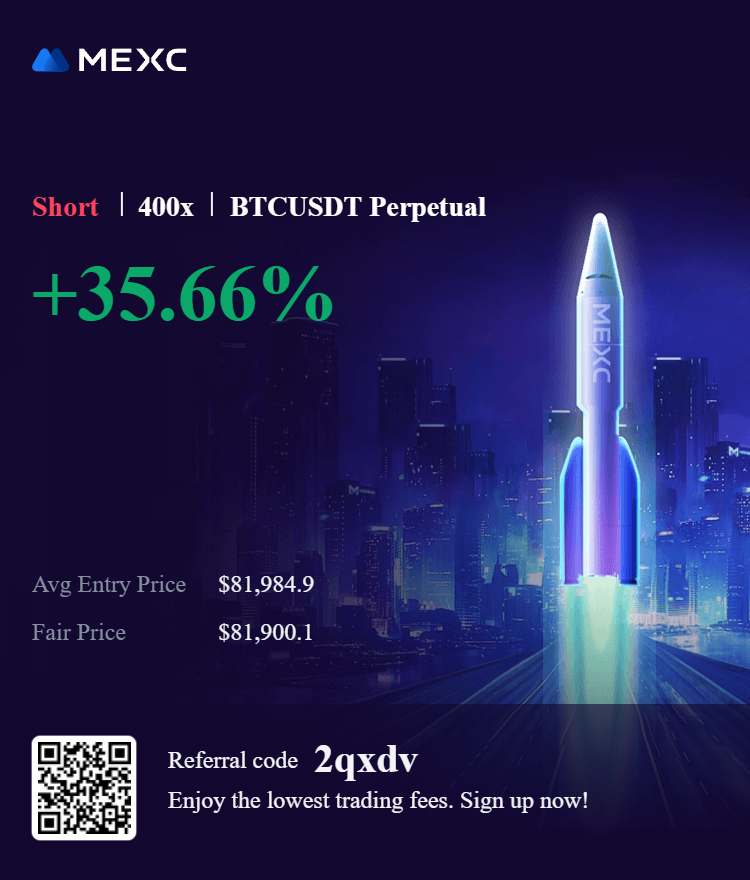 MEXC
Short | 400x | BTCUSDT Perpetual
+35.66%
MEXC
Avg Entry Price $81,984.9
Fair Price $81,900.1
Referral code 2qxdv
Enjoy the lowest trading fees. Sign up now!